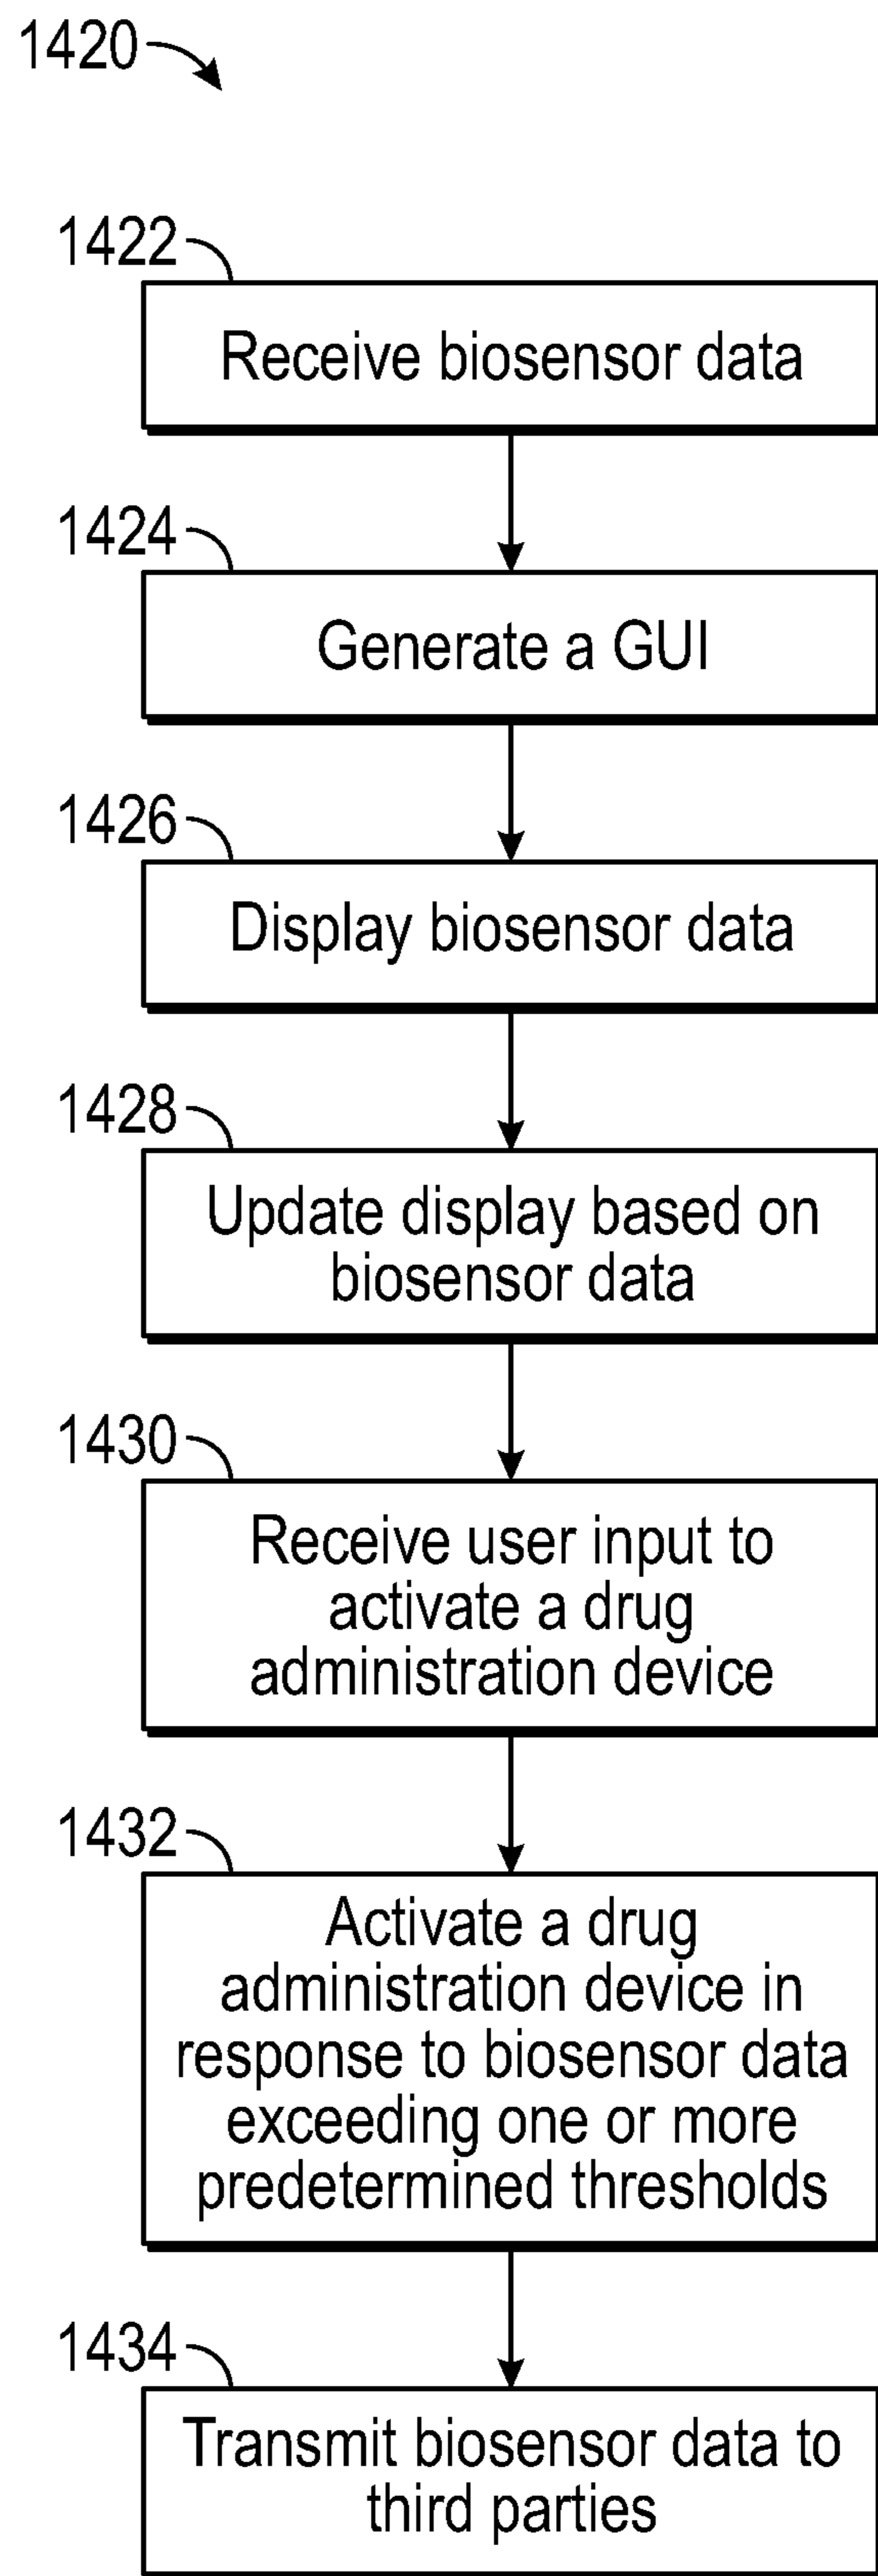 1420
1422
Receive biosensor data
1424
Generate a GUI
1426
Display biosensor data
1428
Update display based on
biosensor data
1430
Receive user input to
activate a drug
administration device
1432
Activate a drug
administration device in
response to biosensor data
exceeding one or more
predetermined thresholds
1434
Transmit biosensor data to
third parties